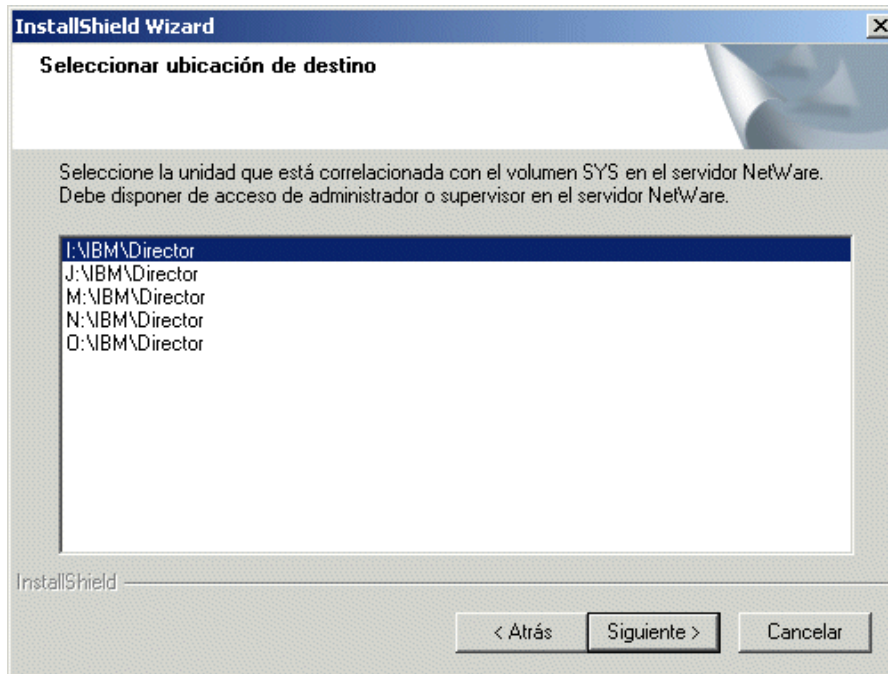 InstallShield Wizard
Seleccionar ubicación de destino
Seleccione la unidad que está correlacionada con el volumen SYS en el servidor NetWare.
Debe disponer de acceso de administrador o supervisor en el servidor NetWare.
I:\IBM\Director
J:\IBM\Director
M:\IBM\Director
N:\IBM\Director
O:\IBM\Director
InstallShield
< Atrás
Siguiente >
Cancelar